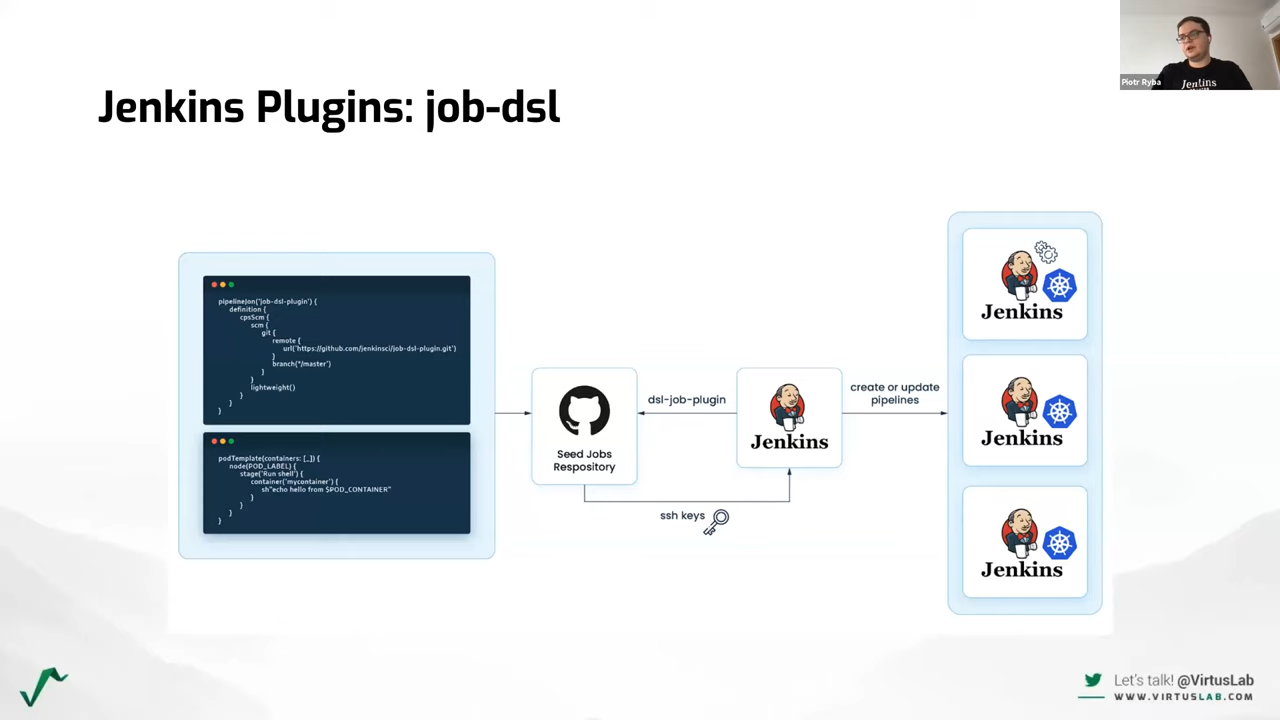 Jenkins Plugins: job-dsl
Piotr Ryba
Jenkins
pipelineJon('job-dsl-plugin') {
definition {
cpsScm {
scm {
git {
remote {
url('https://github.com/jenkinsci/job-dsl-plugin.git')
}
branch('*/master')
}
}
lightweight()
}
}
}
podTemplate(containers: [_]) {
node(POD_LABEL) {
stage('Run shell') {
container('mycontainer') {
sh"echo hello from $POD_CONTAINER"
}
}
}
}
Seed Jobs
Respository
dsl-job-plugin
ssh keys
Jenkins
create or update
pipelines
Jenkins
Jenkins
Jenkins
Let's talk! @VirtusLab
WWW.VIRTUSLAB.COM